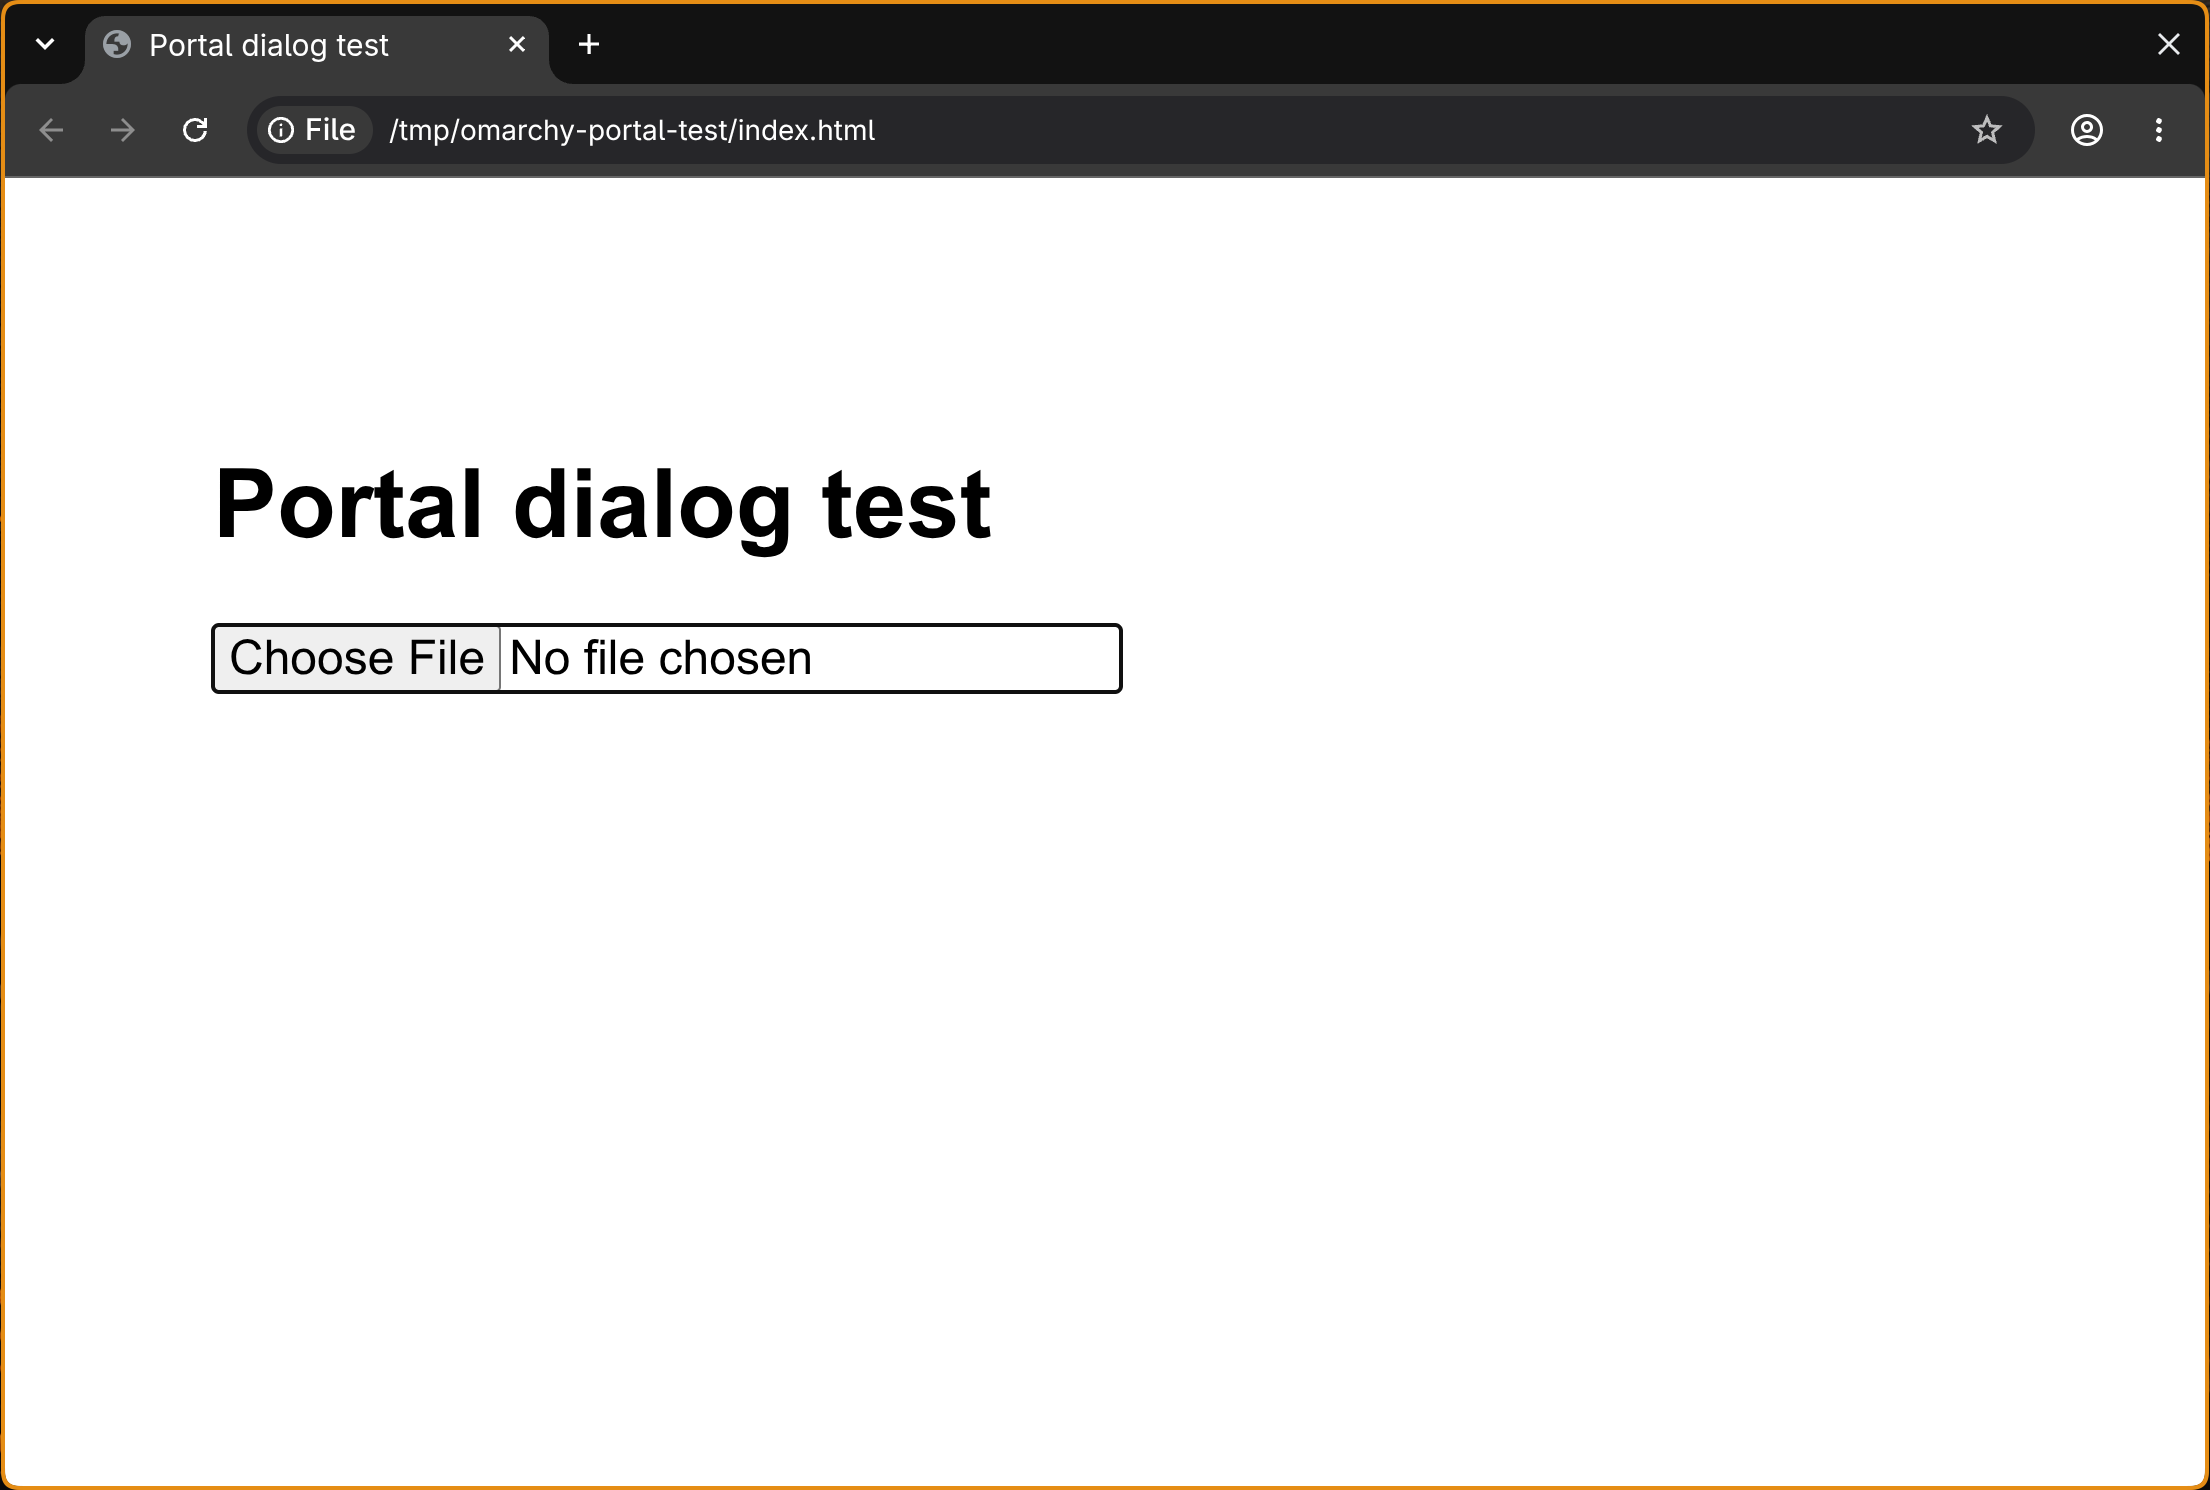 Portal dialog test
File /tmp/omarchy-portal-test/index.html
Portal dialog test
Choose File No file chosen